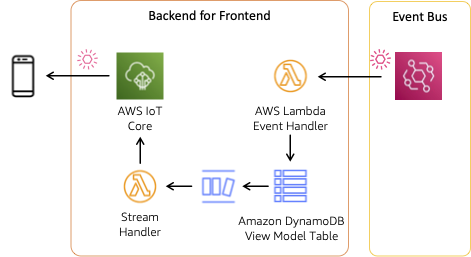 Backend for Frontend
Event Bus
AWS IoT
Core
AWS Lambda
Event Handler
Stream
Handler
Amazon DynamoDB
View Model Table